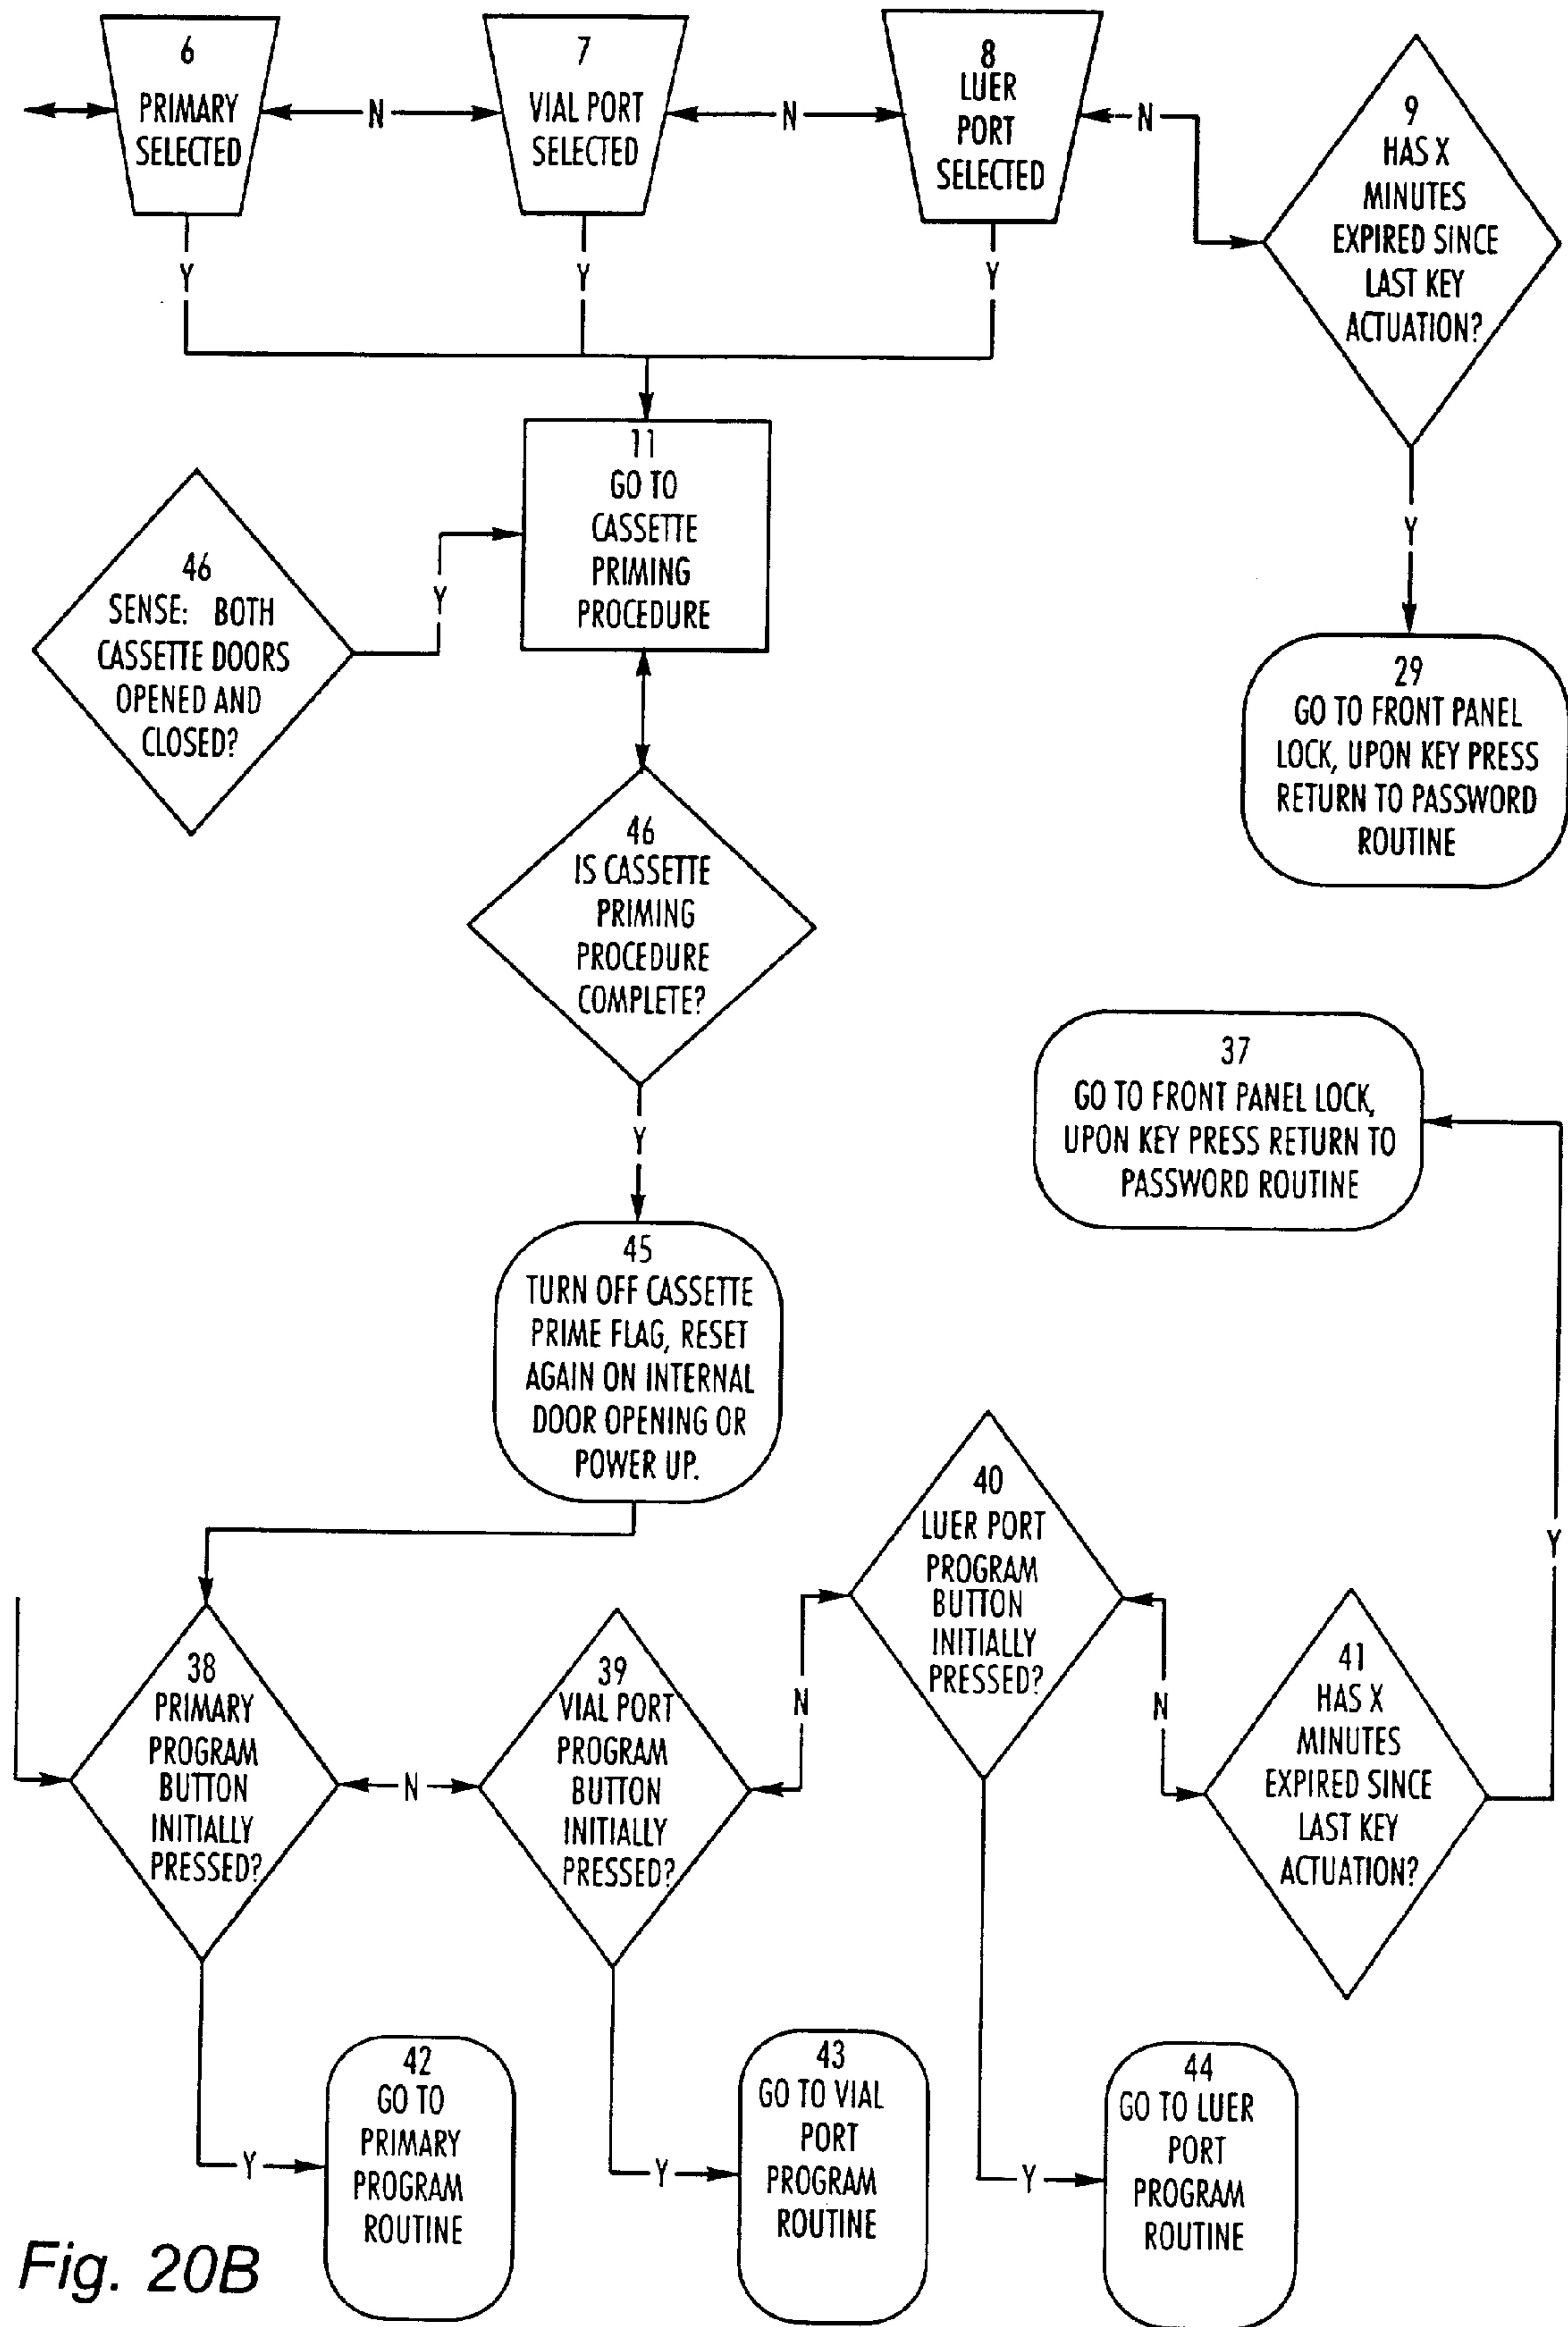 6
PRIMARY
SELECTED
N
7
VIAL PORT
SELECTED
N
8
LUER
PORT
SELECTED
N
9
HAS X
MINUTES
EXPIRED SINCE
LAST KEY
ACTUATION?
Y
Y
Y
11
GO TO
CASSETTE
PRIMING
PROCEDURE
46
SENSE: BOTH
CASSETTE DOORS
OPENED AND
CLOSED?
Y
Y
29
GO TO FRONT PANEL
LOCK, UPON KEY PRESS
RETURN TO PASSWORD
ROUTINE
46
IS CASSETTE
PRIMING
PROCEDURE
COMPLETE?
Y
37
GO TO FRONT PANEL LOCK,
UPON KEY PRESS RETURN TO
PASSWORD ROUTINE
45
TURN OFF CASSETTE
PRIME FLAG, RESET
AGAIN ON INTERNAL
DOOR OPENING OR
POWER UP.
38
PRIMARY
PROGRAM
BUTTON
INITIALLY
PRESSED?
N
39
VIAL PORT
PROGRAM
BUTTON
INITIALLY
PRESSED?
N
40
LUER PORT
PROGRAM
BUTTON
INITIALLY
PRESSED?
N
41
HAS X
MINUTES
EXPIRED SINCE
LAST KEY
ACTUATION?
Y
Y
42
GO TO
PRIMARY
PROGRAM
ROUTINE
Y
43
GO TO VIAL
PORT
PROGRAM
ROUTINE
Y
44
GO TO LUER
PORT
PROGRAM
ROUTINE
Fig. 20B